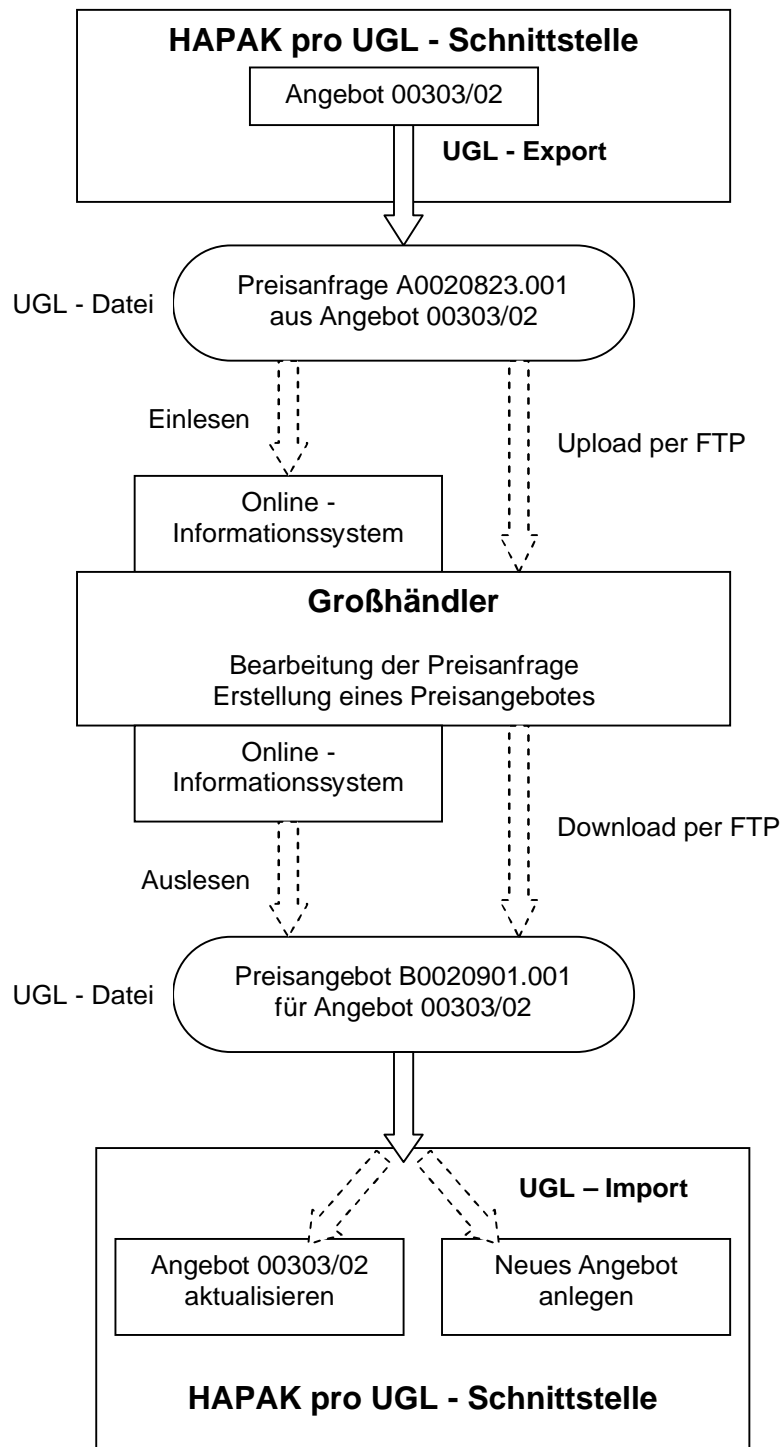 HAPAK pro UGL - Schnittstelle
Angebot 00303/02
UGL - Export
UGL - Datei
Preisanfrage A0020823.001
aus Angebot 00303/02
Einlesen
Upload per FTP
Online -
Informationssystem
Großhändler
Bearbeitung der Preisanfrage
Erstellung eines Preisangebotes
Online -
Informationssystem
Download per FTP
Auslesen
UGL - Datei
Preisangebot B0020901.001
für Angebot 00303/02
UGL – Import
Angebot 00303/02
aktualisieren
Neues Angebot
anlegen
HAPAK pro UGL - Schnittstelle